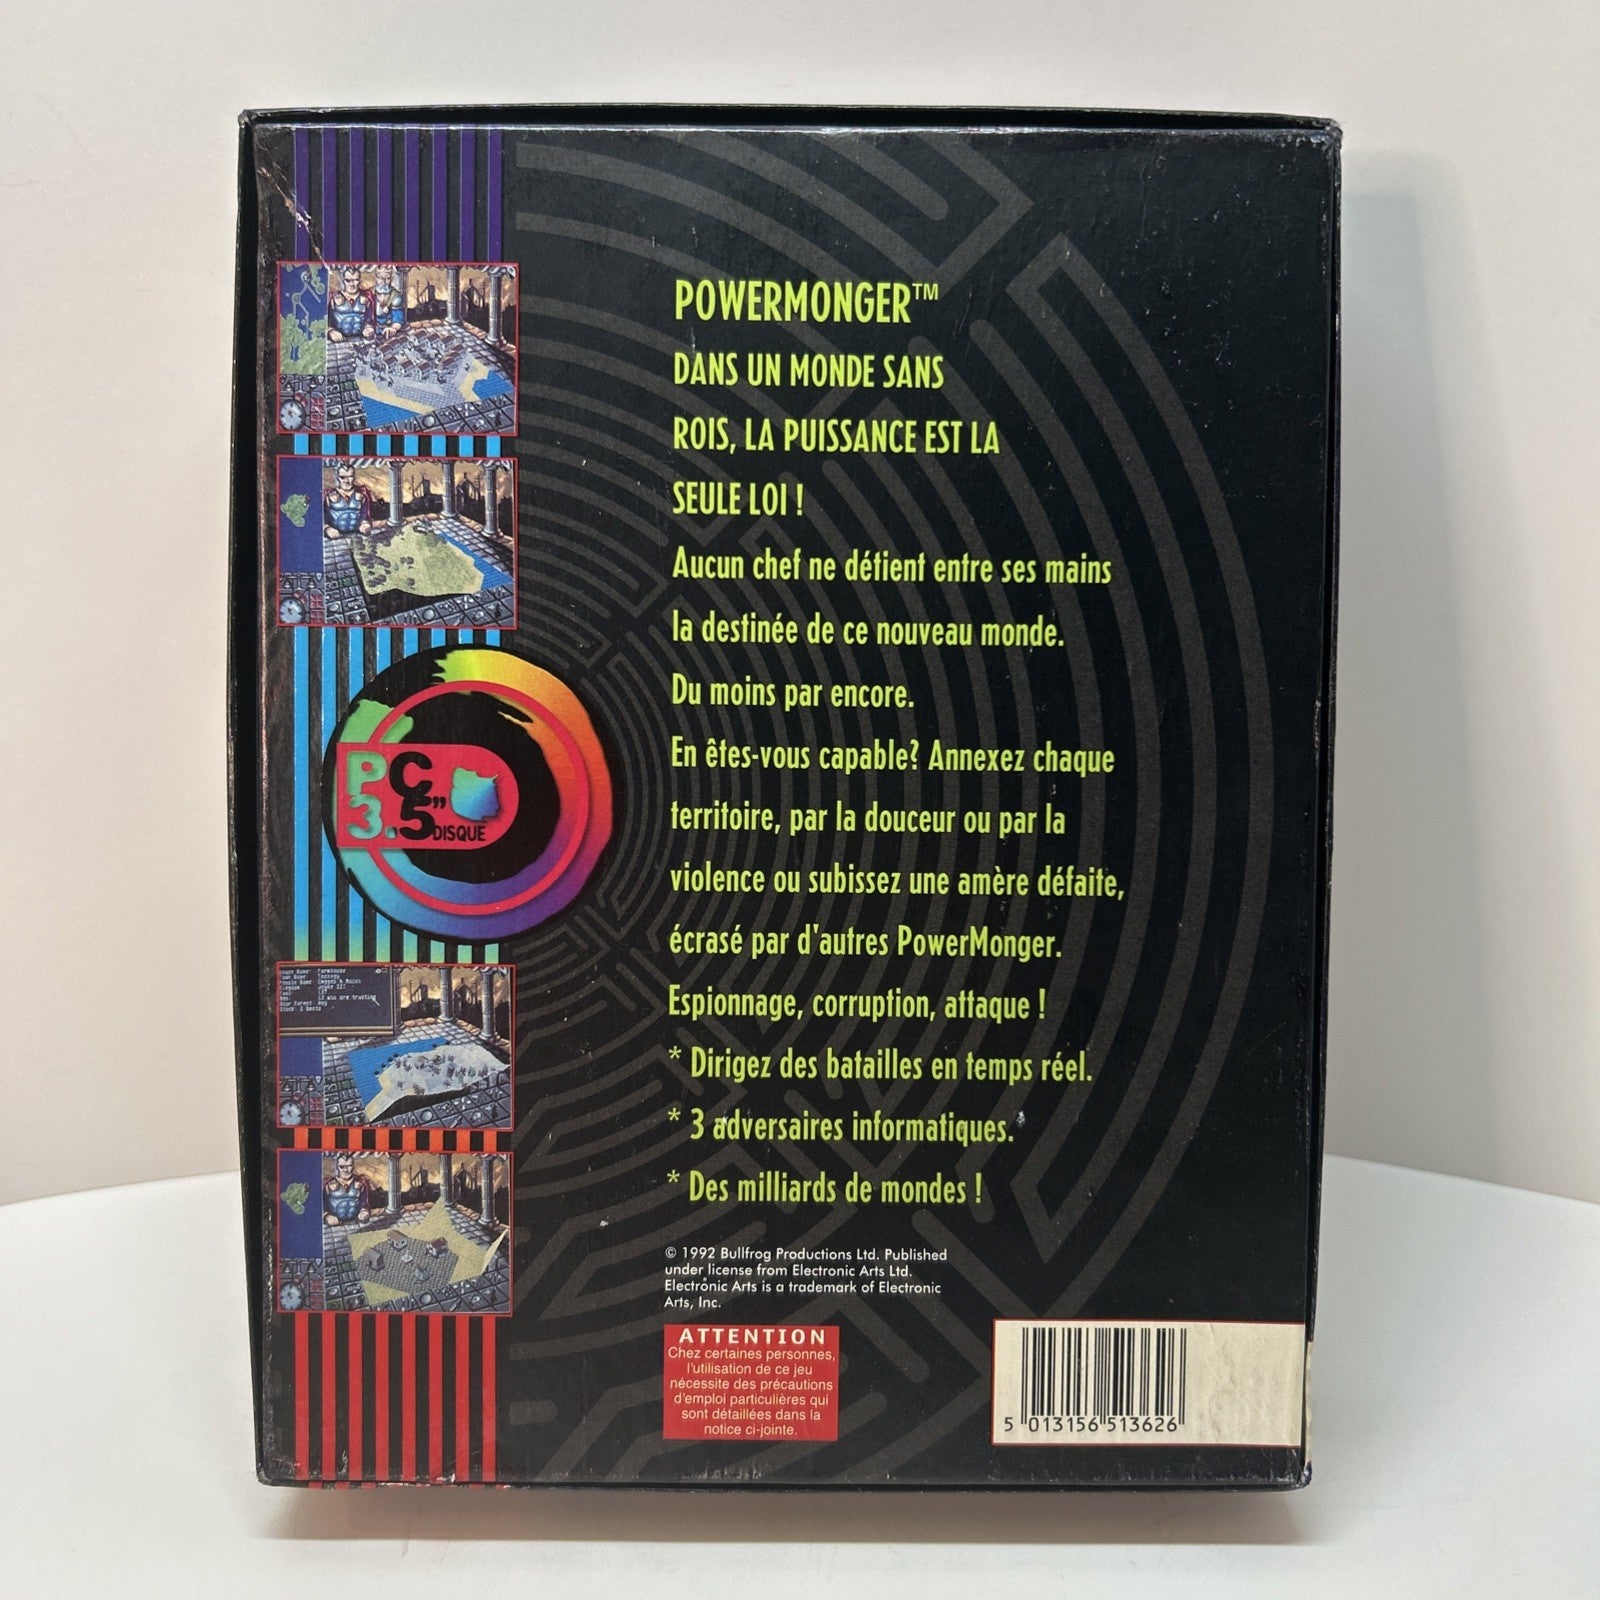 POWERMONGER™
DANS UN MONDE SANS
ROIS, LA PUISSANCE EST LA
SEULE LOI !
Aucun chef ne détient entre ses mains
la destinée de ce nouveau monde.
Du moins par encore.
En êtes-vous capable? Annexez chaque
territoire, par la douceur ou par la
violence ou subissez une amère défaite,
écrasé par d'autres PowerMonger.
Espionnage, corruption, attaque !
* Dirigez des batailles en temps réel.
* 3 adversaires informatiques.
* Des milliards de mondes !
PC
3.5" DISQUE
© 1992 Bullfrog Productions Ltd. Published
under license from Electronic Arts Ltd.
Electronic Arts is a trademark of Electronic
Arts, Inc.
ATTENTION
Chez certaines personnes,
l'utilisation de ce jeu
nécessite des précautions
d'emploi particulières qui
sont détaillées dans la
notice ci-jointe.
5 013156 513626